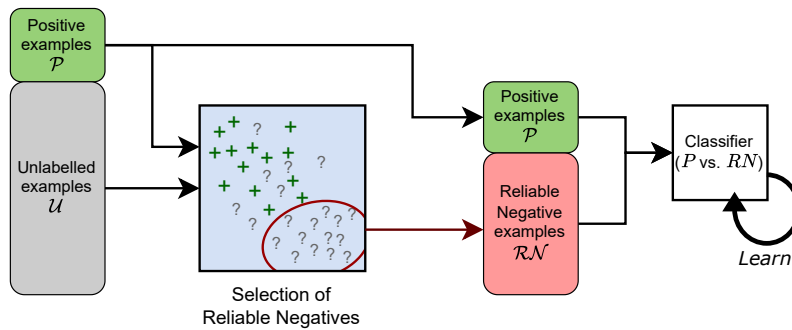 Positive
examples
𝒫
Unlabelled
examples
𝒰
Selection of
Reliable Negatives
Positive
examples
𝒫
Reliable
Negative
examples
ℛ𝒩
Classifier
(P vs. RN)
Learn